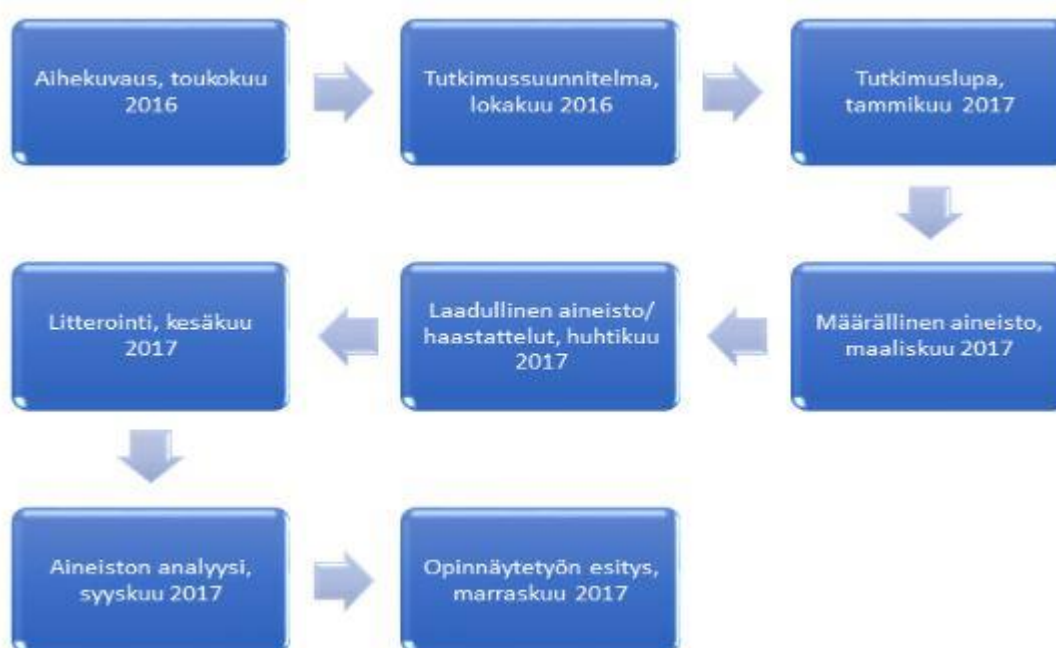 Aihekuvaus, toukokuu
2016
Tutkimussuunnitelma,
lokakuu 2016
Tutkimuslupa,
tammikuu 2017
Määrällinen aineisto,
maaliskuu 2017
Laadullinen aineisto/
haastattelut, huhtikuu
2017
Litterointi, kesäkuu
2017
Aineiston analyysi,
syyskuu 2017
Opinnäytetyön esitys,
marraskuu 2017